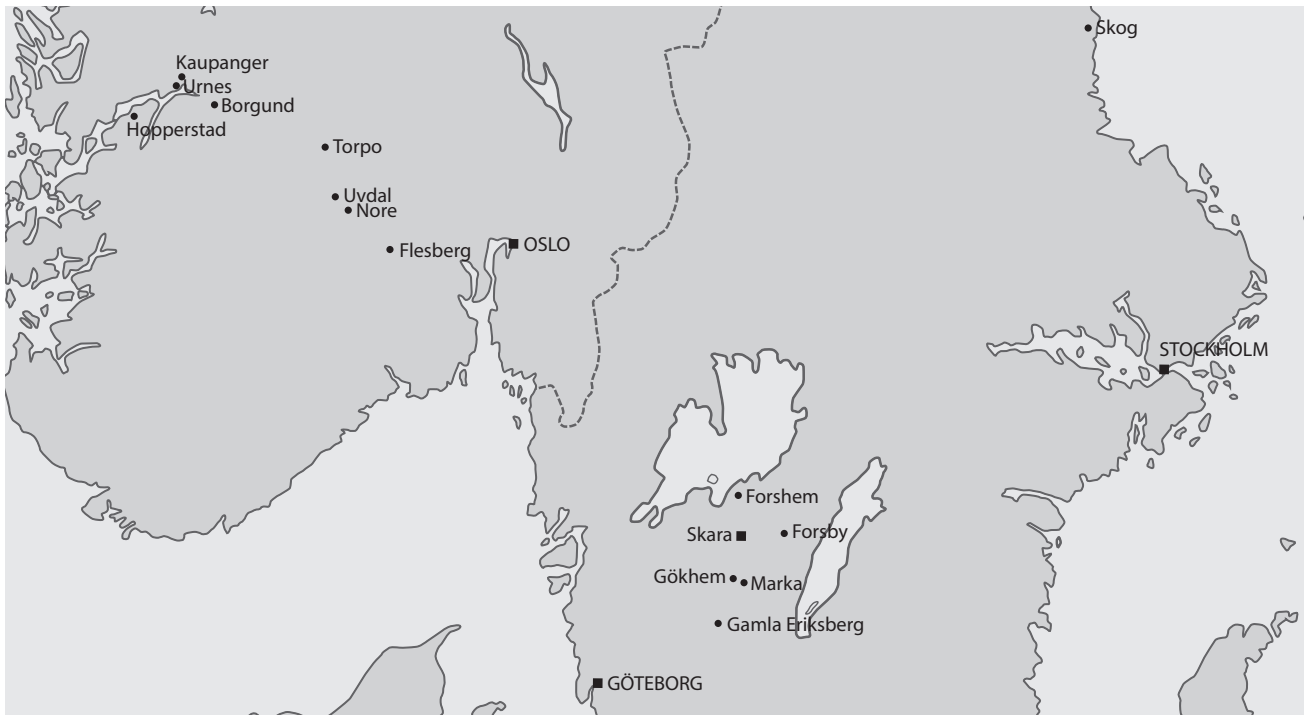 Skog
Kaupanger
Urnes
Borgund
Hopperstad
Torpo
Uvdal
Nore
Flesberg
OSLO
STOCKHOLM
Forshem
Skara
Forsby
Gökhem
Marka
Gamla Eriksberg
GÖTEBORG